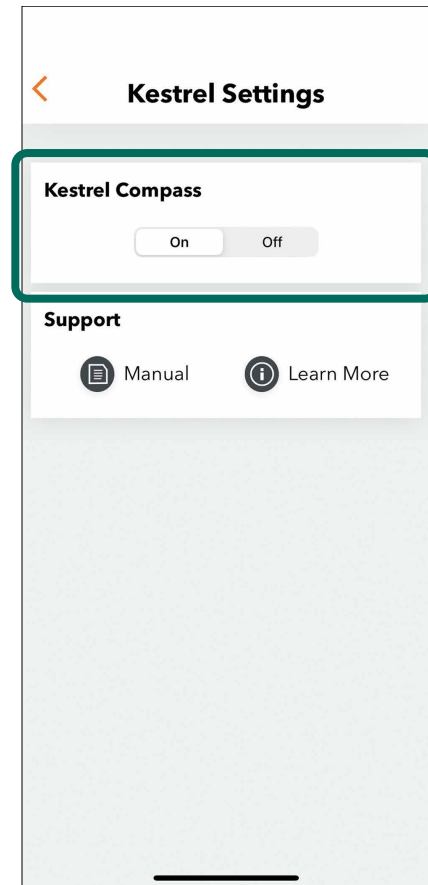 Kestrel Settings
Kestrel Compass
On Off
Support
Manual Learn More